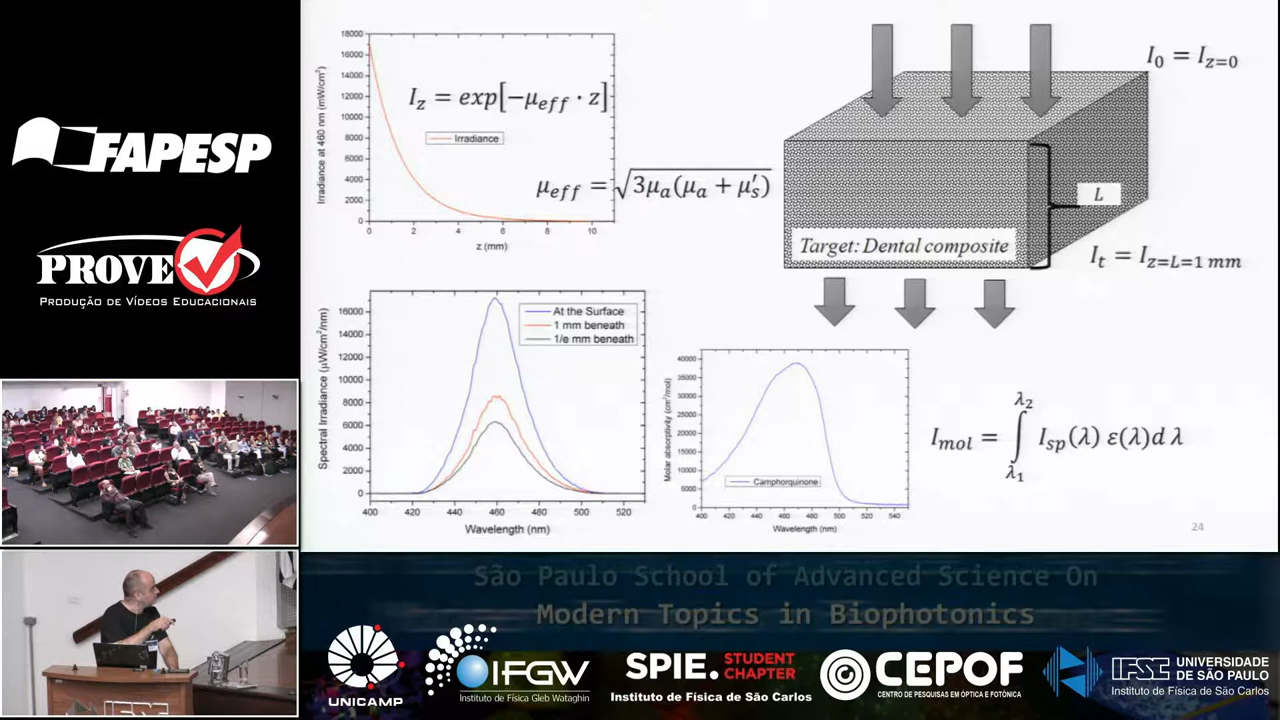 FAPESP
PROVE
PRODUÇÃO DE VÍDEOS EDUCACIONAIS
Irradiance at 460 nm (mW/cm²)
18000
16000
14000
12000
10000
8000
6000
4000
2000
0
0 2 4 6 8 10
z (mm)
I_z = exp[−μ_eff · z]
Irradiance
μ_eff = √3μ_a(μ_a + μ′_s)
I_0 = I_{z=0}
L
Target: Dental composite
I_t = I_{z=L=1 mm}
Spectral Irradiance (μW/cm²/nm)
16000
14000
12000
10000
8000
6000
4000
2000
0
400 420 440 460 480 500 520
Wavelength (nm)
At the Surface
1 mm beneath
1/e mm beneath
Molar absorptivity (cm²/mol)
40000
35000
30000
25000
20000
15000
10000
5000
0
400 420 440 460 480 500 520 540
Wavelength (nm)
Camphorquinone
I_mol = ∫_{λ_1}^{λ_2} I_sp(λ) ε(λ)d λ
24
São Paulo School of Advanced Science On
Modern Topics in Biophotonics
UNICAMP
IFGW
Instituto de Física Gleb Wataghin
SPIE. STUDENT CHAPTER
Instituto de Física de São Carlos
CEPOF
CENTRO DE PESQUISAS EM ÓPTICA E FOTÔNICA
IFSC UNIVERSIDADE DE SÃO PAULO
Instituto de Física de São Carlos